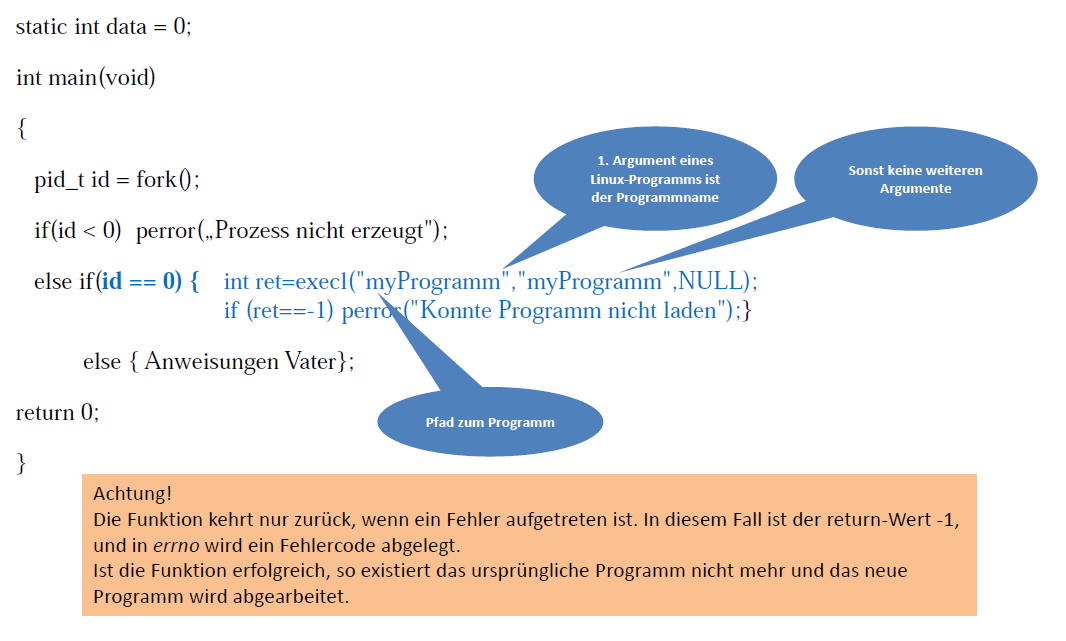 static int data = 0;
int main(void)
{
pid_t id = fork();
if(id < 0) perror(„Prozess nicht erzeugt");
else if(id == 0) { int ret=execl("myProgramm","myProgramm",NULL);
if (ret==-1) perror("Konnte Programm nicht laden");}
else { Anweisungen Vater};
return 0;
}
1. Argument eines
Linux-Programms ist
der Programmname
Sonst keine weiteren
Argumente
Pfad zum Programm
Achtung!
Die Funktion kehrt nur zurück, wenn ein Fehler aufgetreten ist. In diesem Fall ist der return-Wert -1,
und in errno wird ein Fehlercode abgelegt.
Ist die Funktion erfolgreich, so existiert das ursprüngliche Programm nicht mehr und das neue
Programm wird abgearbeitet.